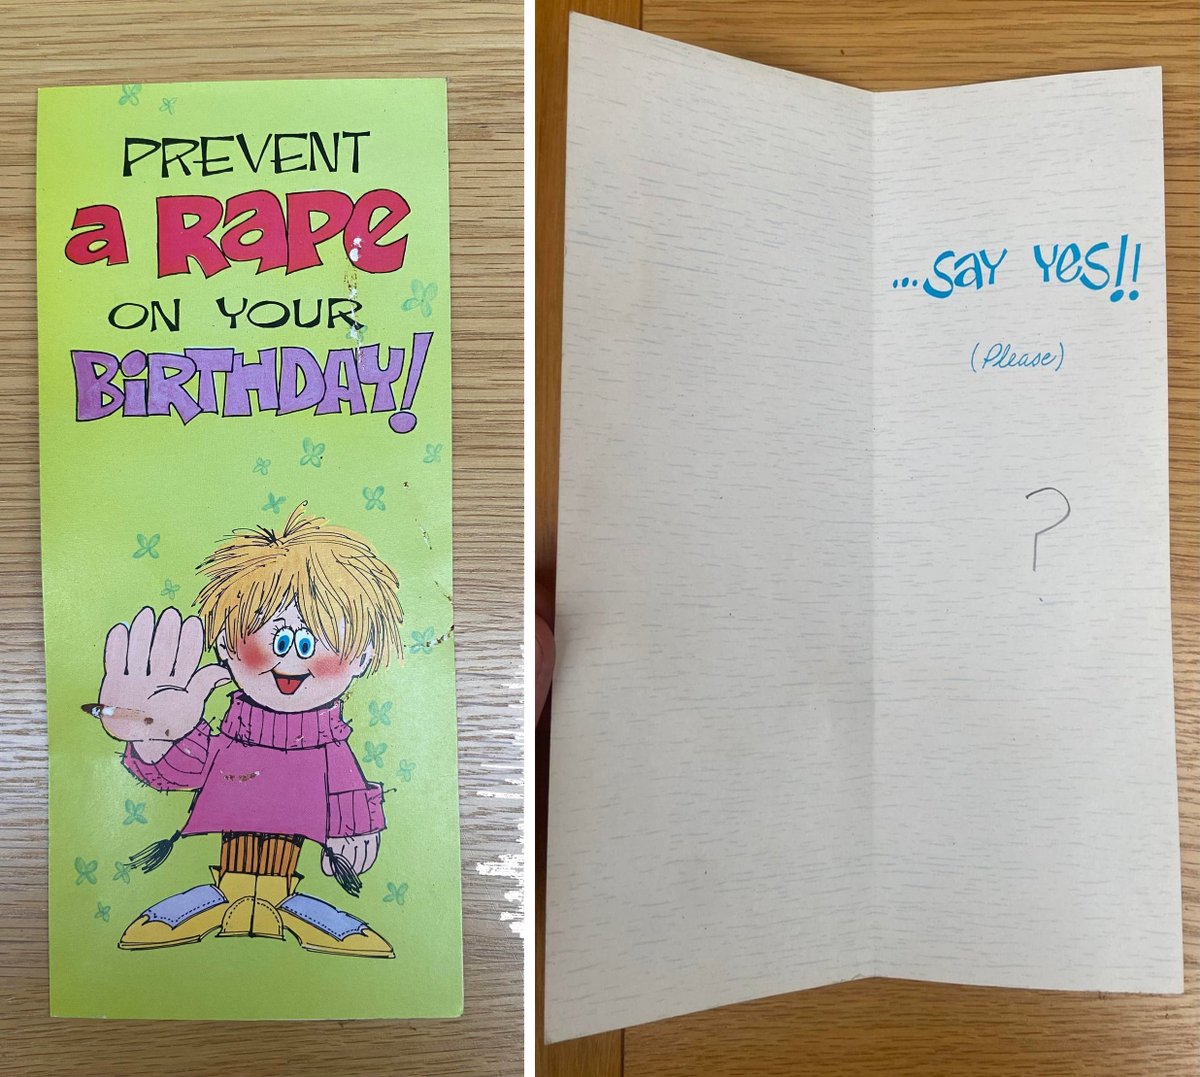 PREVENT
a RaPe
ON YOUR
BiRTHDAY!
...SaY Yes!!
(Please)
?